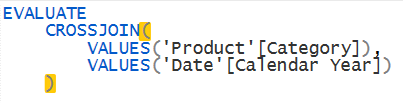 EVALUATE
    CROSSJOIN(
        VALUES('Product'[Category]),
        VALUES('Date'[Calendar Year])
    )